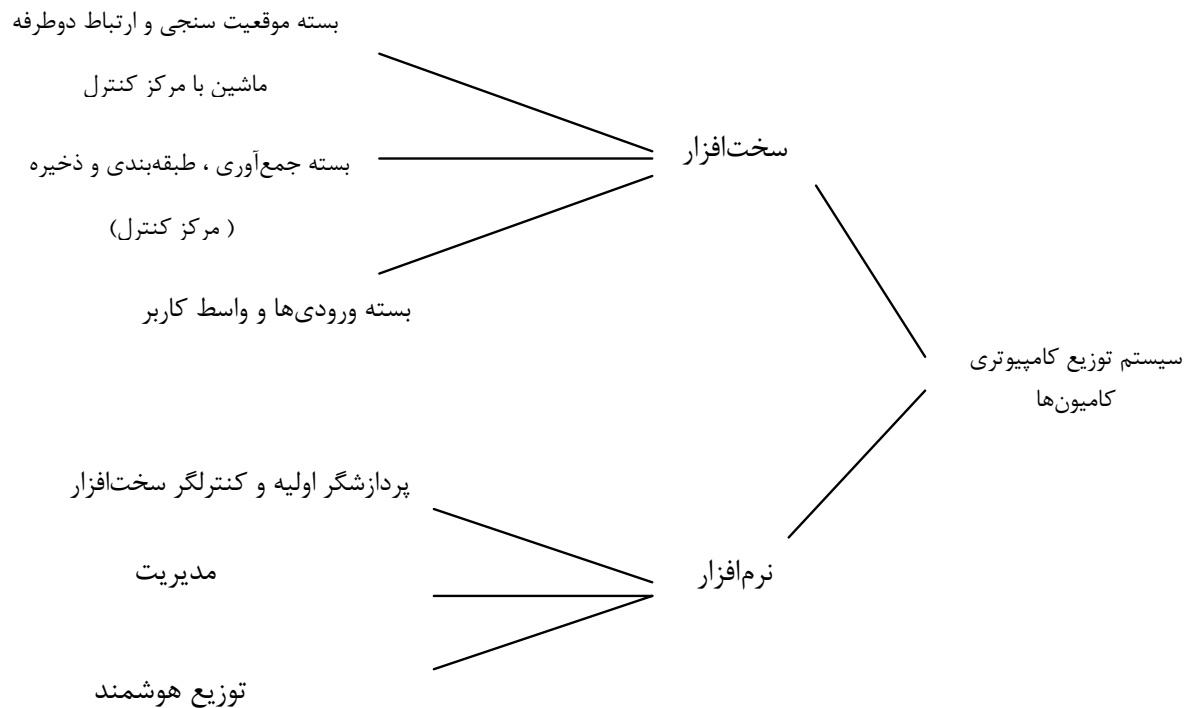 بسته موقعیت سنجی و ارتباط دوطرفه
ماشین با مرکز کنترل
سخت‌افزار
بسته جمع‌آوری ، طبقه‌بندی و ذخیره
( مرکز کنترل)
بسته ورودی‌ها و واسط کاربر
سیستم توزیع کامپیوتری
کامیون‌ها
پردازشگر اولیه و کنترلگر سخت‌افزار
مدیریت
نرم‌افزار
توزیع هوشمند